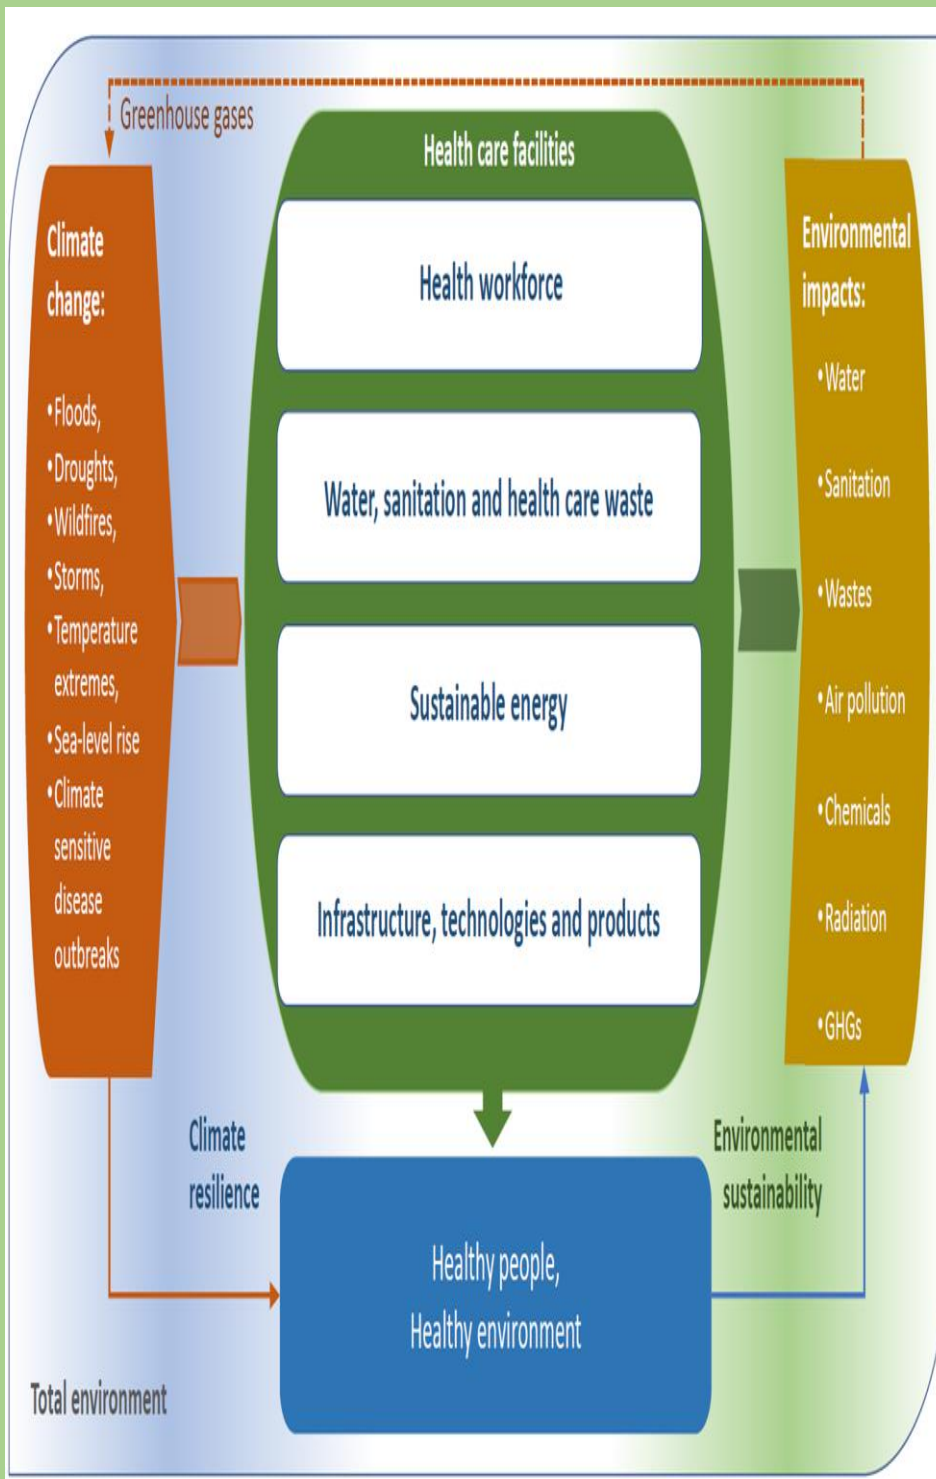 Greenhouse gases
Climate
change:
•Floods,
•Droughts,
•Wildfires,
•Storms,
•Temperature
extremes,
•Sea-level rise
•Climate
sensitive
disease
outbreaks
Health care facilities
Health workforce
Water, sanitation and health care waste
Sustainable energy
Infrastructure, technologies and products
Environmental
impacts:
•Water
•Sanitation
•Wastes
•Air pollution
•Chemicals
•Radiation
•GHGs
Climate
resilience
Environmental
sustainability
Healthy people,
Healthy environment
Total environment